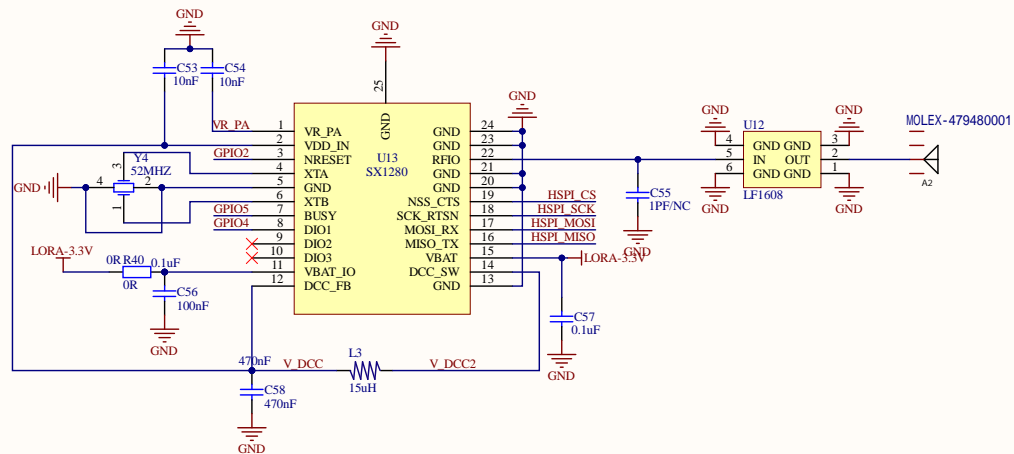 GND
GND
C53
10nF
C54
10nF
25
GND
VR_PA
1
VR_PA
GND
24
GND
2
VDD_IN
GND
23
GPIO2
3
NRESET
U13
RFIO
22
Y4
52MHZ
3
4
XTA
SX1280
GND
21
GND
4
2
5
GND
GND
20
1
6
XTB
NSS_CTS
19
HSPI_CS
GPIO5
7
BUSY
SCK_RTSN
18
HSPI_SCK
GPIO4
8
DIO1
MOSI_RX
17
HSPI_MOSI
9
DIO2
MISO_TX
16
HSPI_MISO
LORA-3.3V
10
DIO3
VBAT
15
LORA-3.3V
0R
R40
0R
0.1uF
11
VBAT_IO
DCC_SW
14
12
DCC_FB
GND
13
C56
100nF
GND
C55
1PF/NC
GND
GND
4
U12
GND GND
3
GND
5
IN
OUT
2
6
GND GND
1
GND
LF1608
GND
MOLEX-479480001
A2
C57
0.1uF
GND
470nF
V_DCC
L3
15uH
V_DCC2
C58
470nF
GND